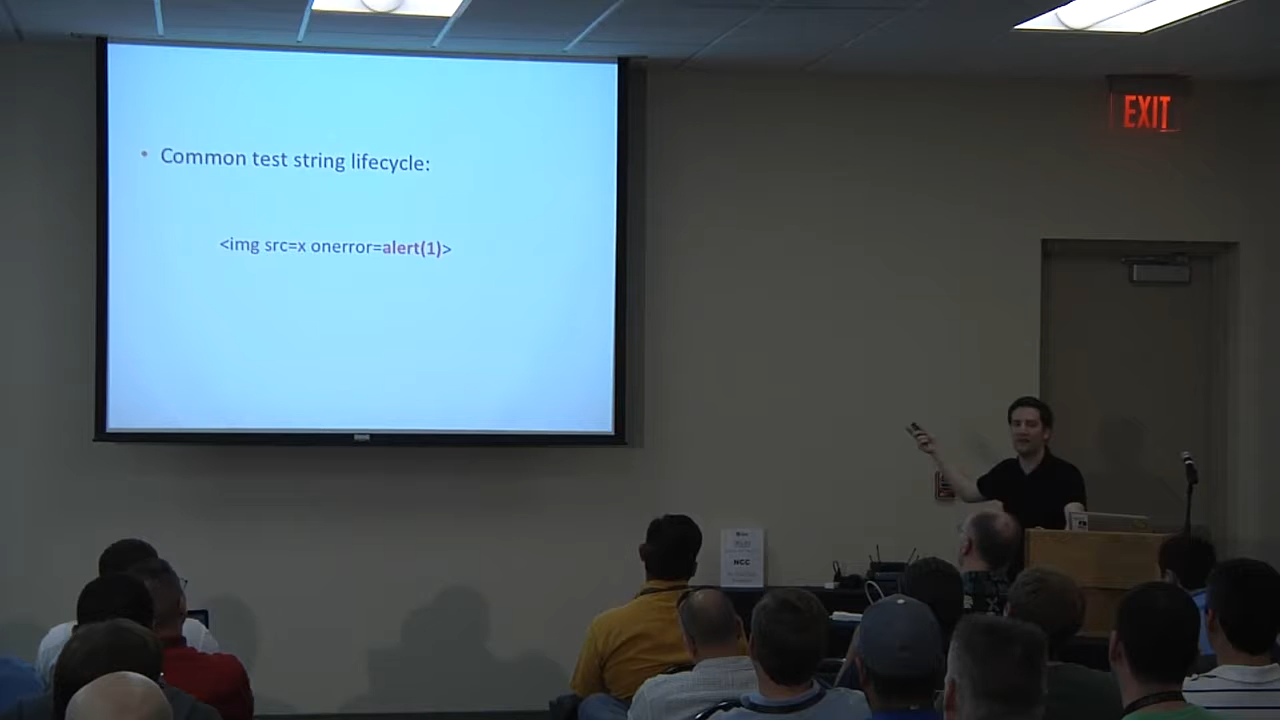 • Common test string lifecycle:
<img src=x onerror=alert(1)>
EXIT
NCC